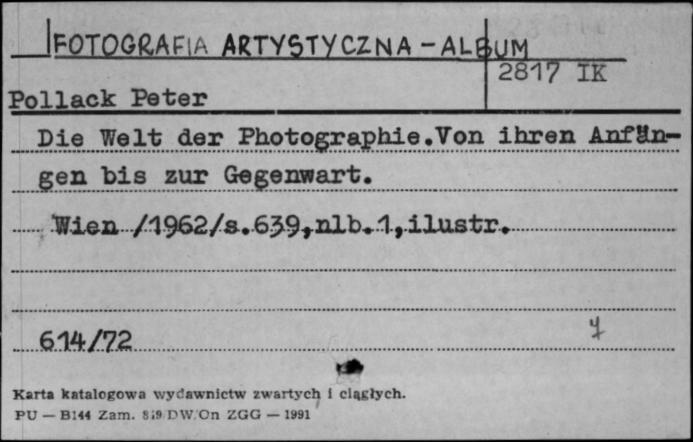 FOTOGRAFIA ARTYSTYCZNA - ALBUM
2817 IK
Pollack Peter
Die Welt der Photographie.Von ihren Anfän-
gen bis zur Gegenwart.
Wien /1962/s.639,nlb.1,ilustr.
614/72
Karta katalogowa wydawnictw zwartych i ciągłych.
PU — B144 Zam. DW/On ZGG — 1991